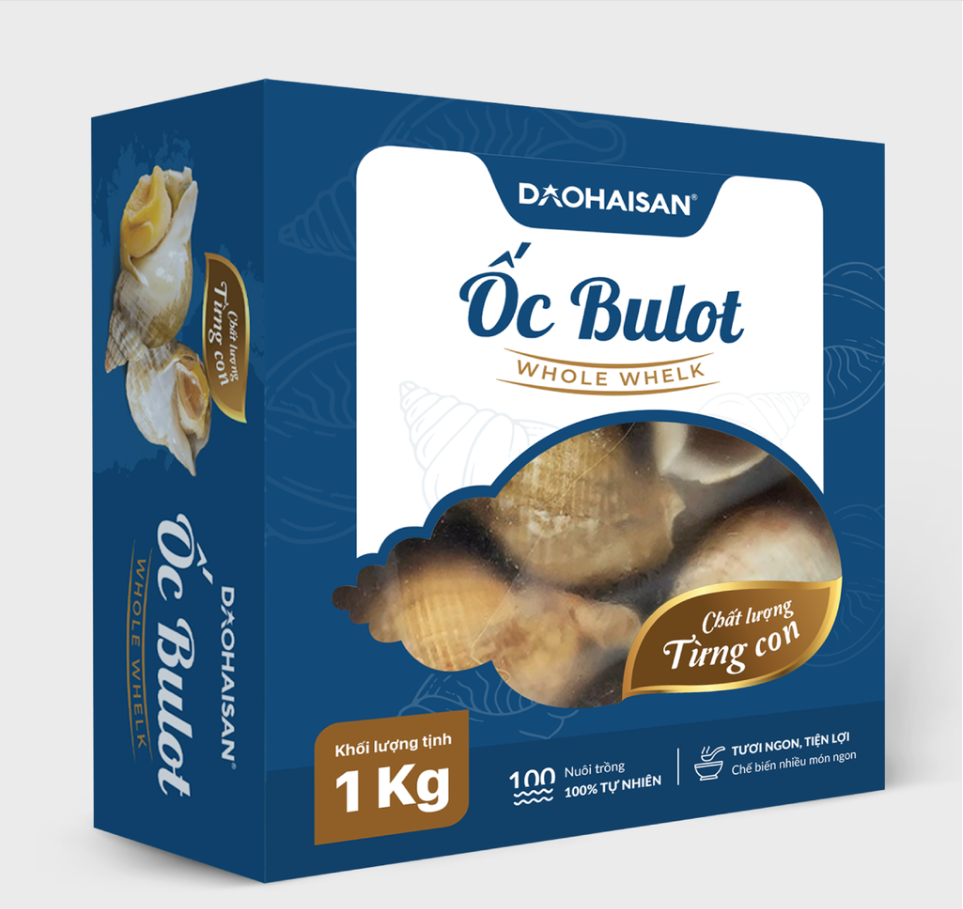 DAOHAISAN®
Ốc Bulot
WHOLE WHELK
Chất lượng
Từng con
Khối lượng tịnh
1 Kg
100
Nuôi trồng
100% TỰ NHIÊN
TƯƠI NGON, TIỆN LỢI
Chế biến nhiều món ngon
Chất lượng
Từng con
DAOHAISAN®
Ốc Bulot
WHOLE WHELK